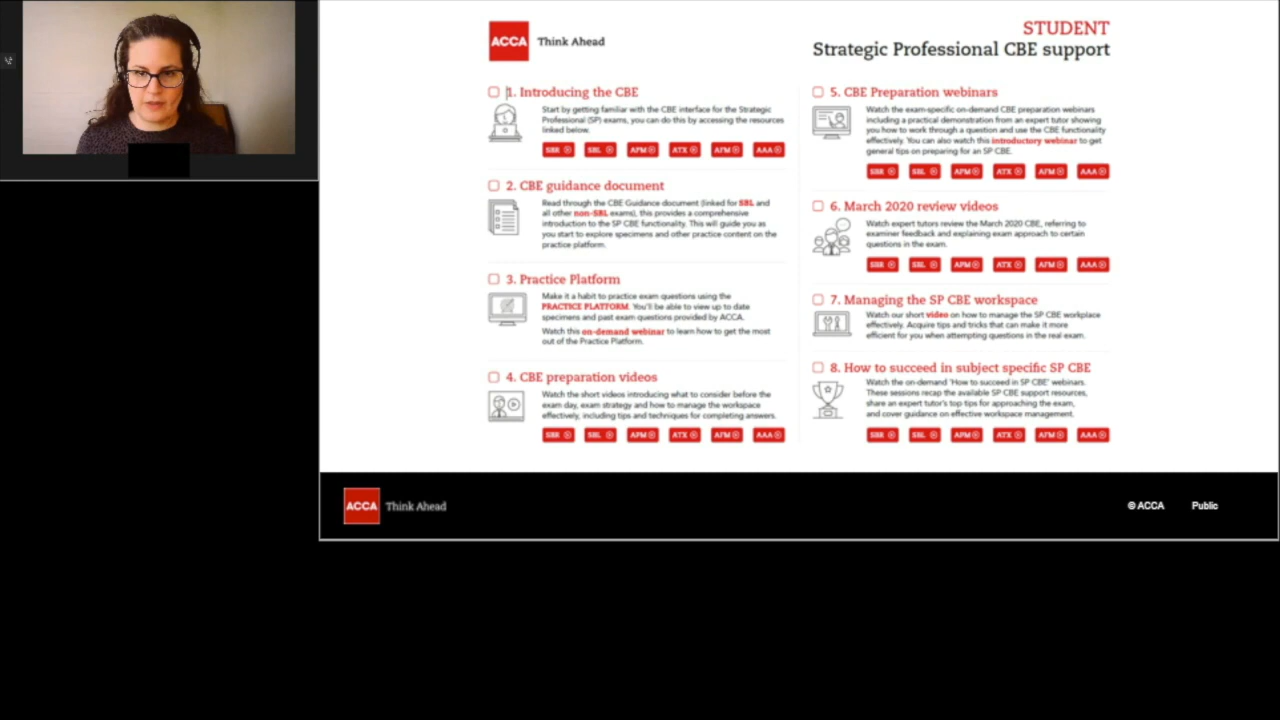 ACCA Think Ahead
STUDENT
Strategic Professional CBE support
1. Introducing the CBE
Start by getting familiar with the CBE interface for the Strategic
Professional (SP) exams, you can do this by accessing the resources
linked below.
SBR SBL APM ATX AFM AAA
2. CBE guidance document
Read through the CBE Guidance document (linked for SBL and
all other non-SBL exams), this provides a comprehensive
introduction to the SP CBE functionality. This will guide you as
you start to explore specimens and other practice content on the
practice platform.
3. Practice Platform
Make it a habit to practice exam questions using the
PRACTICE PLATFORM. You'll be able to view up to date
specimens and past exam questions provided by ACCA.
Watch this on-demand webinar to learn how to get the most
out of the Practice Platform.
4. CBE preparation videos
Watch the short videos introducing what to consider before the
exam day, exam strategy and how to manage the workspace
effectively, including tips and techniques for completing answers.
SBR SBL APM ATX AFM AAA
5. CBE Preparation webinars
Watch the exam-specific on-demand CBE preparation webinars
including a practical demonstration from an expert tutor showing
you how to work through a question and use the CBE functionality
effectively. You can also watch this introductory webinar to get
general tips on preparing for an SP CBE.
SBR SBL APM ATX AFM AAA
6. March 2020 review videos
Watch expert tutors review the March 2020 CBE, referring to
examiner feedback and explaining exam approach to certain
questions in the exam.
SBR SBL APM ATX AFM AAA
7. Managing the SP CBE workspace
Watch our short video on how to manage the SP CBE workplace
effectively. Acquire tips and tricks that can make it more
efficient for you when attempting questions in the real exam.
8. How to succeed in subject specific SP CBE
Watch the on-demand 'How to succeed in SP CBE' webinars.
These sessions recap the available SP CBE support resources,
share an expert tutor's top tips for approaching the exam,
and cover guidance on effective workspace management.
SBR SBL APM ATX AFM AAA
ACCA Think Ahead
© ACCA Public